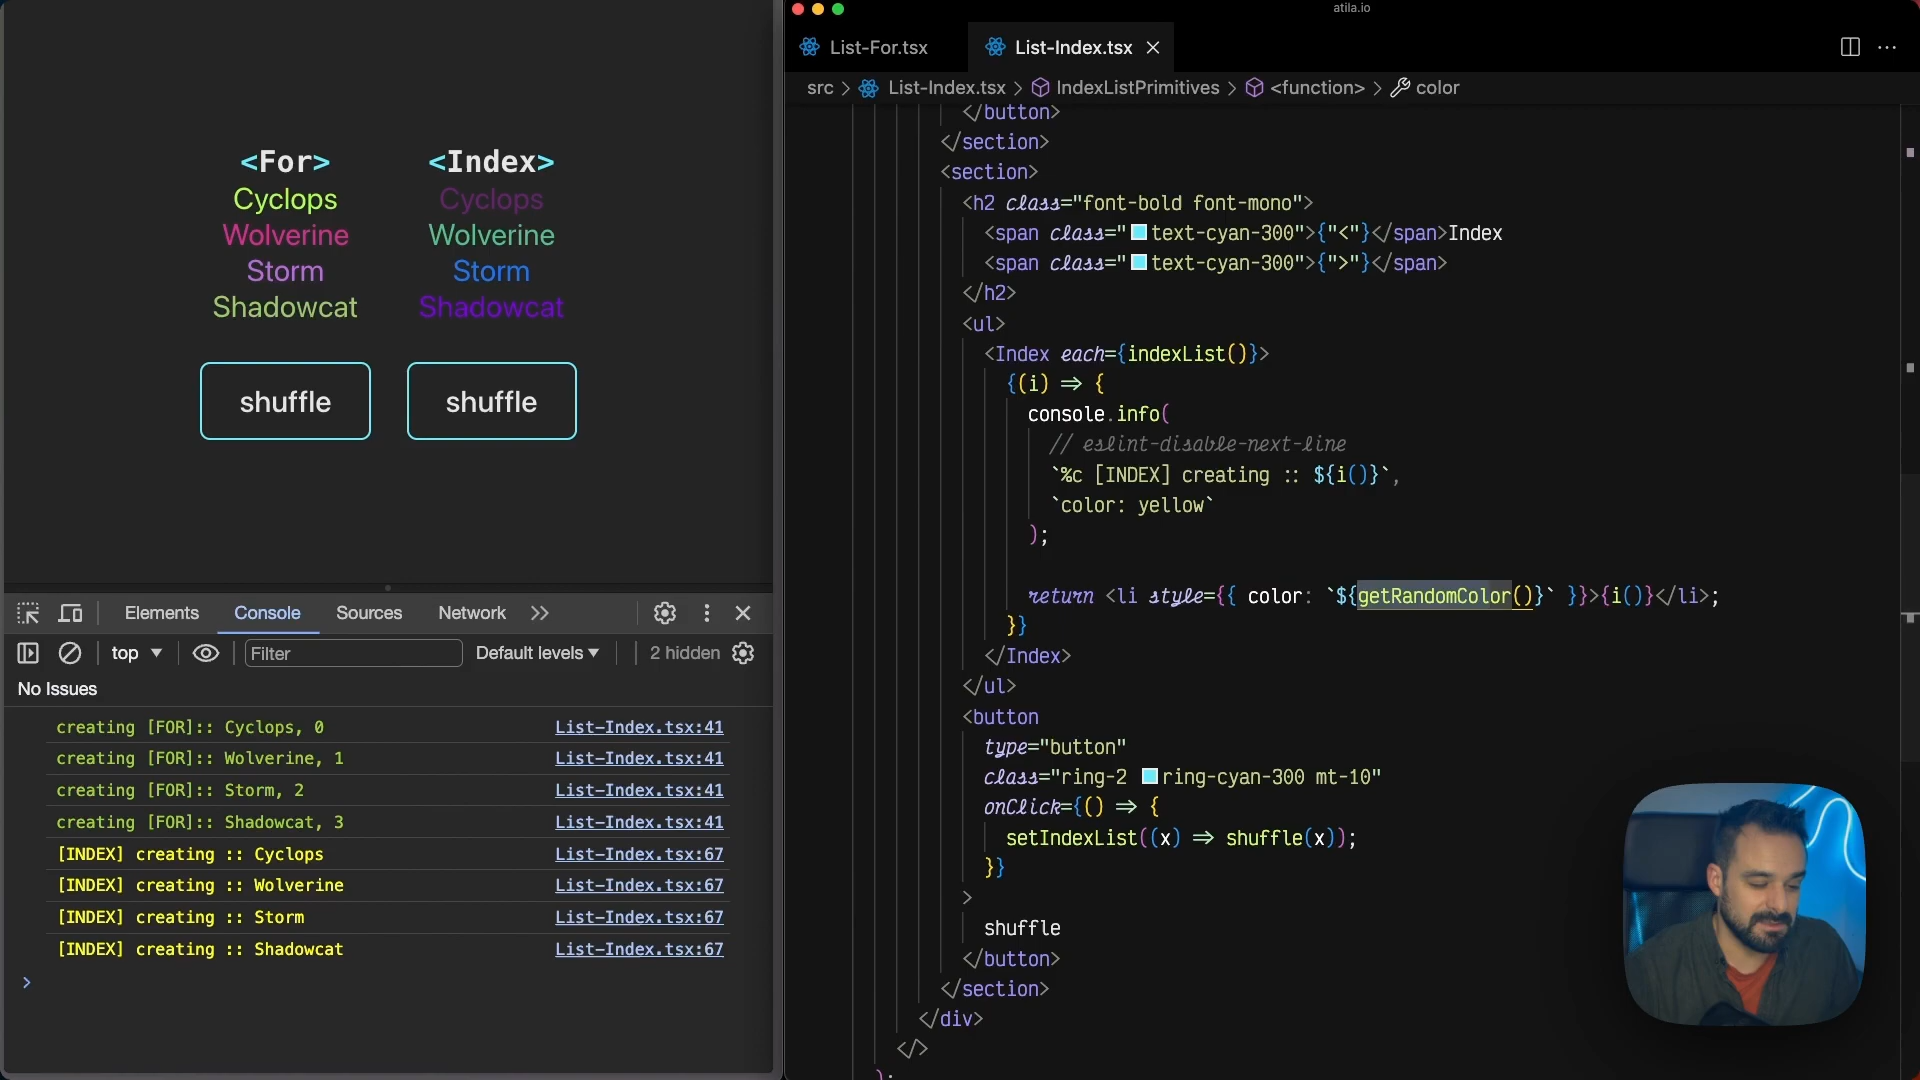 atila.io
List-For.tsx
List-Index.tsx
src > List-Index.tsx > IndexListPrimitives > <function> > color
<For>
Cyclops
Wolverine
Storm
Shadowcat
shuffle
<Index>
Cyclops
Wolverine
Storm
Shadowcat
shuffle
Elements Console Sources Network
top
Filter
Default levels
2 hidden
No Issues
creating [FOR]:: Cyclops, 0 List-Index.tsx:41
creating [FOR]:: Wolverine, 1 List-Index.tsx:41
creating [FOR]:: Storm, 2 List-Index.tsx:41
creating [FOR]:: Shadowcat, 3 List-Index.tsx:41
[INDEX] creating :: Cyclops List-Index.tsx:67
[INDEX] creating :: Wolverine List-Index.tsx:67
[INDEX] creating :: Storm List-Index.tsx:67
[INDEX] creating :: Shadowcat List-Index.tsx:67
>
</button>
</section>
<section>
<h2 class="font-bold font-mono">
<span class="text-cyan-300">{"<"}</span>Index
<span class="text-cyan-300">{">"}</span>
</h2>
<ul>
<Index each={indexList()}>
{(i) => {
console.info(
// eslint-disable-next-line
`%c [INDEX] creating :: ${i()}`,
`color: yellow`
);
return <li style={{ color: `${getRandomColor()}` }}>{i()}</li>;
}}
</Index>
</ul>
<button
type="button"
class="ring-2 ring-cyan-300 mt-10"
onClick={() => {
setIndexList((x) => shuffle(x));
}}
>
shuffle
</button>
</section>
</div>
</>
);